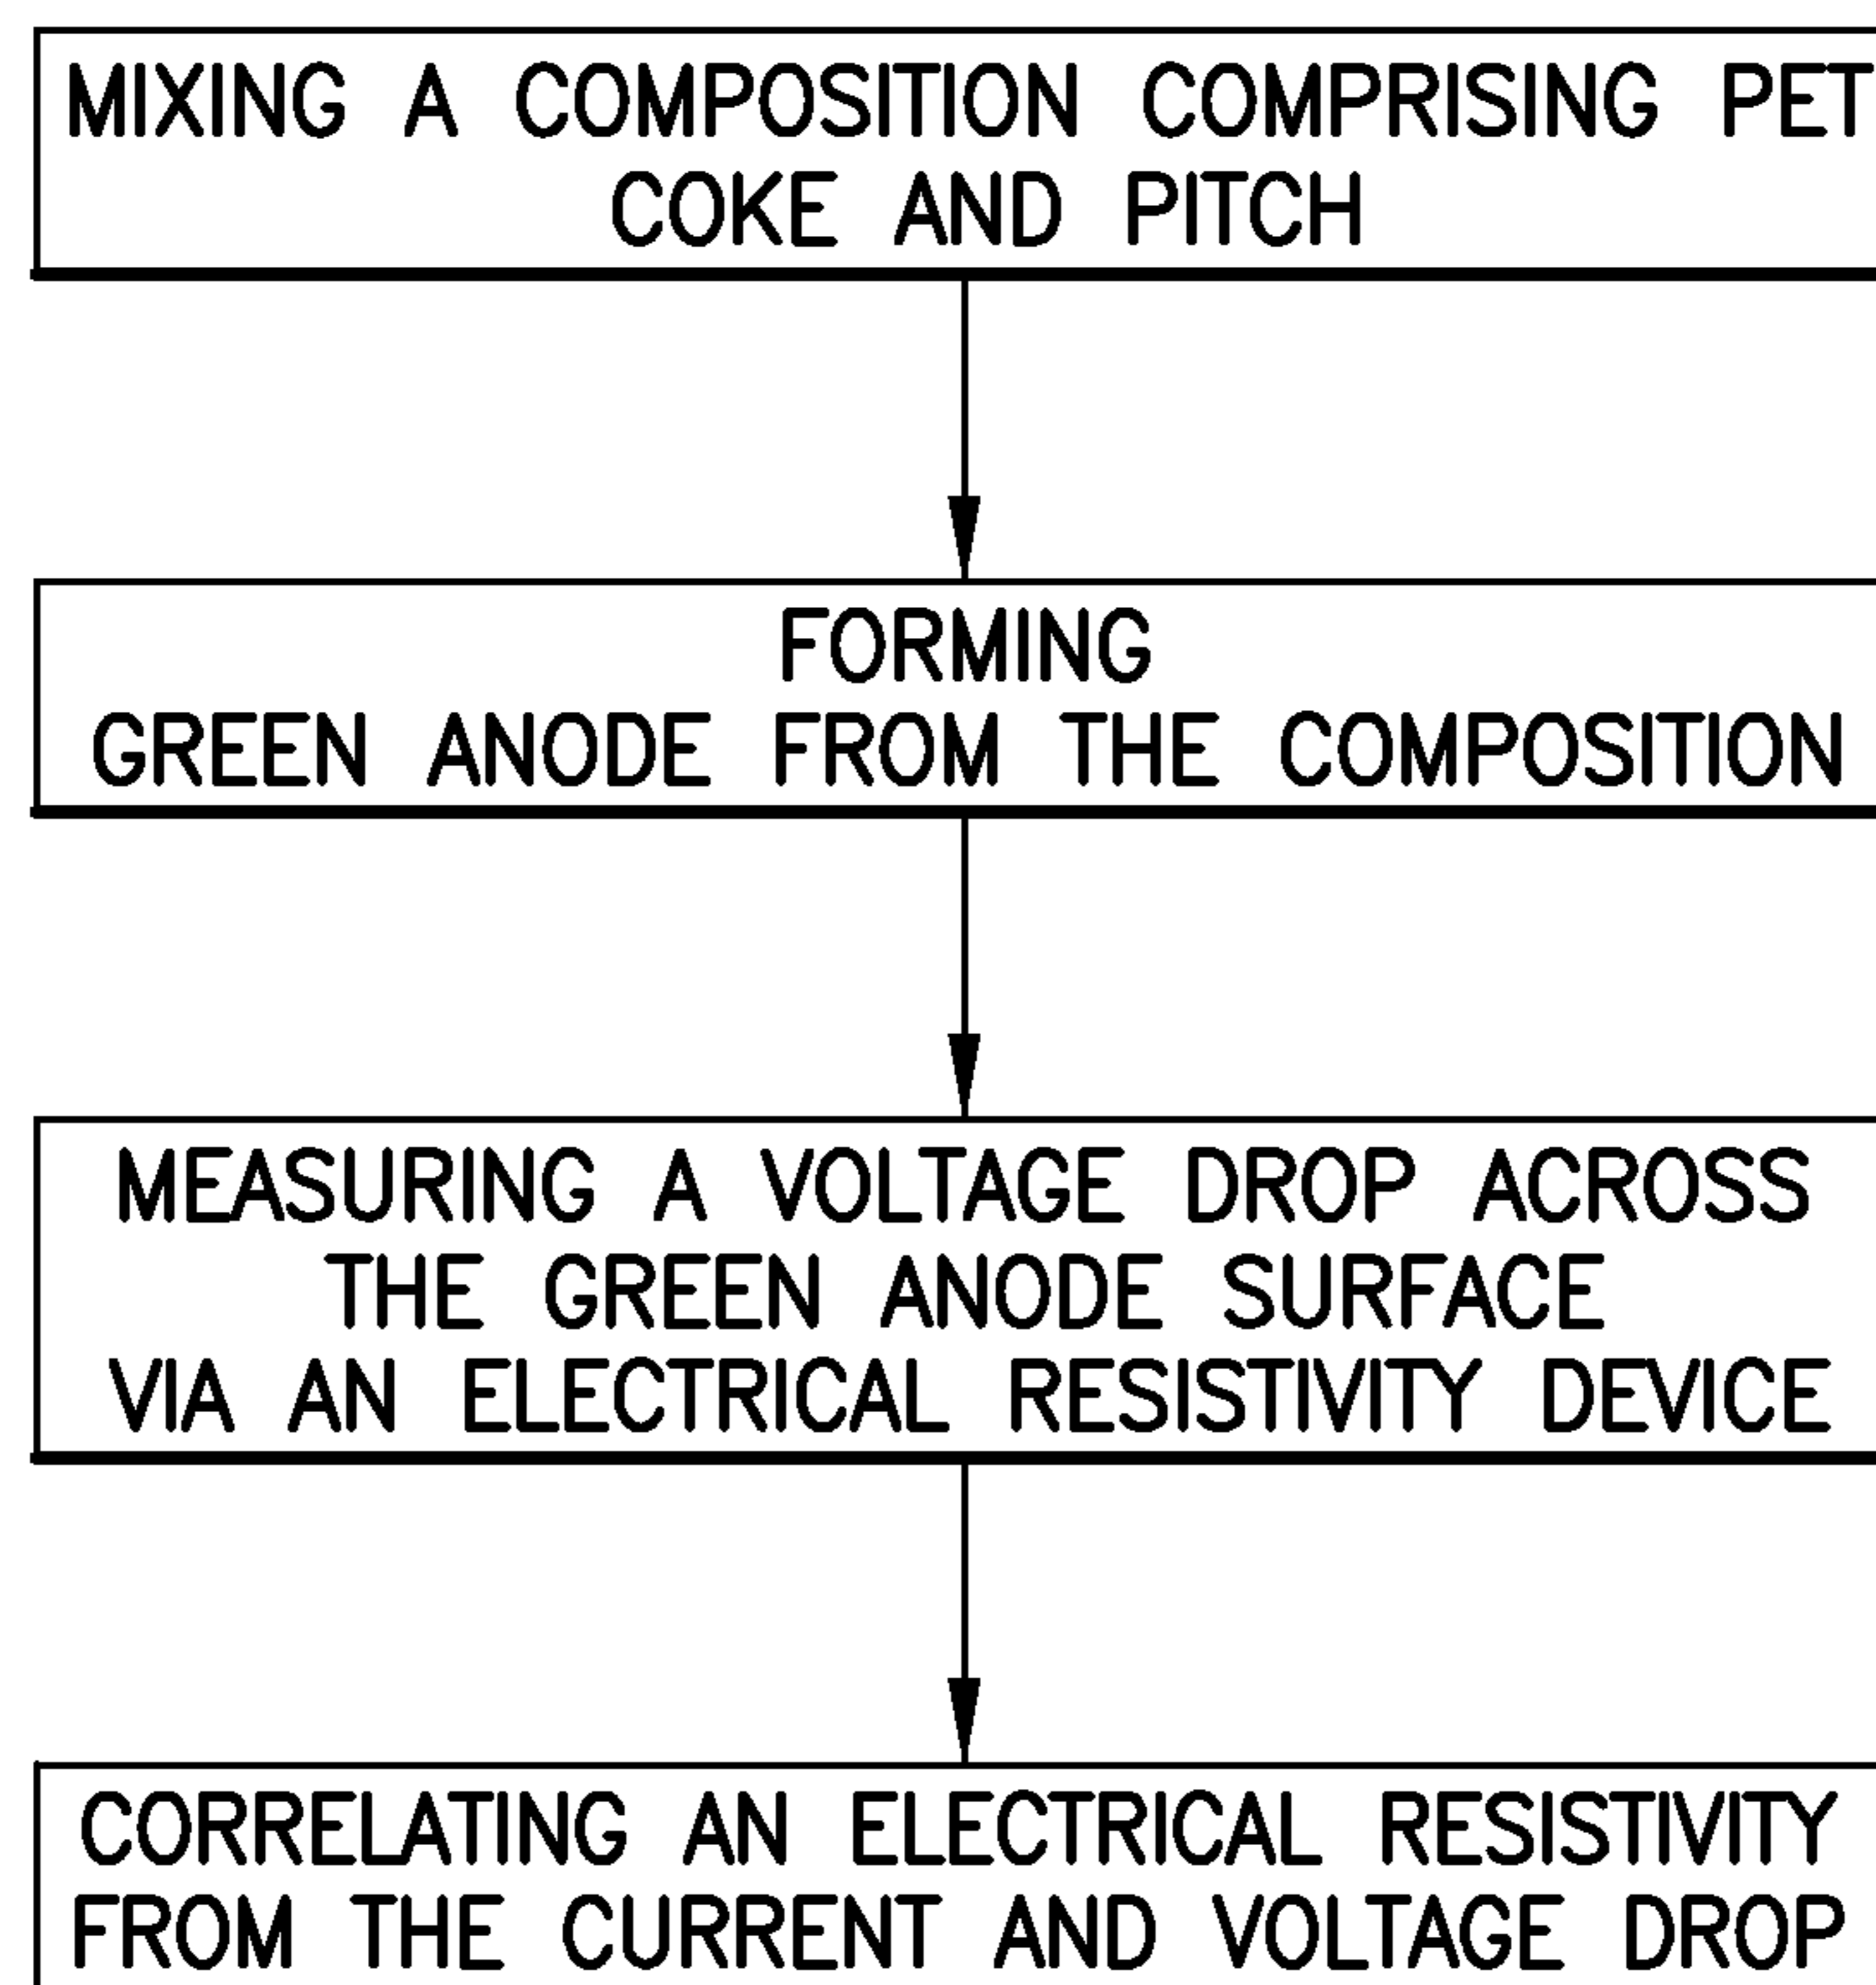 MIXING A COMPOSITION COMPRISING PET
COKE AND PITCH
FORMING
GREEN ANODE FROM THE COMPOSITION
MEASURING A VOLTAGE DROP ACROSS
THE GREEN ANODE SURFACE
VIA AN ELECTRICAL RESISTIVITY DEVICE
CORRELATING AN ELECTRICAL RESISTIVITY
FROM THE CURRENT AND VOLTAGE DROP